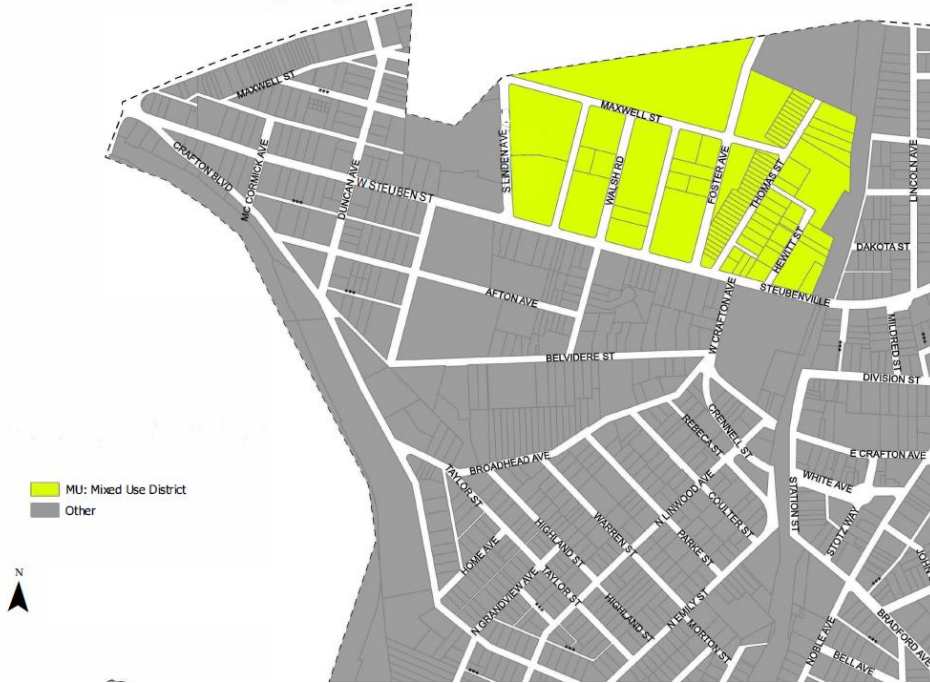 MAXWELL ST
MAXWELL ST
S LINDEN AVE
WALSH RD
FOSTER AVE
THOMAS ST
HEWITT ST
LINCOLN AVE
CRAFTON BLVD
MC CORMICK AVE
DUNCAN AVE
W STEUBEN ST
DAKOTA ST
STEUBENVILLE
AFTON AVE
W CRAFTON AVE
MILDRED ST
BELVIDERE ST
DIVISION ST
CRENNELL ST
REBECA ST
BROADHEAD AVE
E CRAFTON AVE
TAYLOR ST
N LINWOOD AVE
COULTER ST
WHITE AVE
STATION ST
STOTZ WAY
MU: Mixed Use District
Other
HOME AVE
HIGHLAND ST
WARREN ST
PARKE ST
JOHN
N
N GRANDVIEW AVE
TAYLOR ST
HIGHLAND ST
N EMILY ST
MORTON ST
NOBLE AVE
BRADFORD AVE
BELL AVE